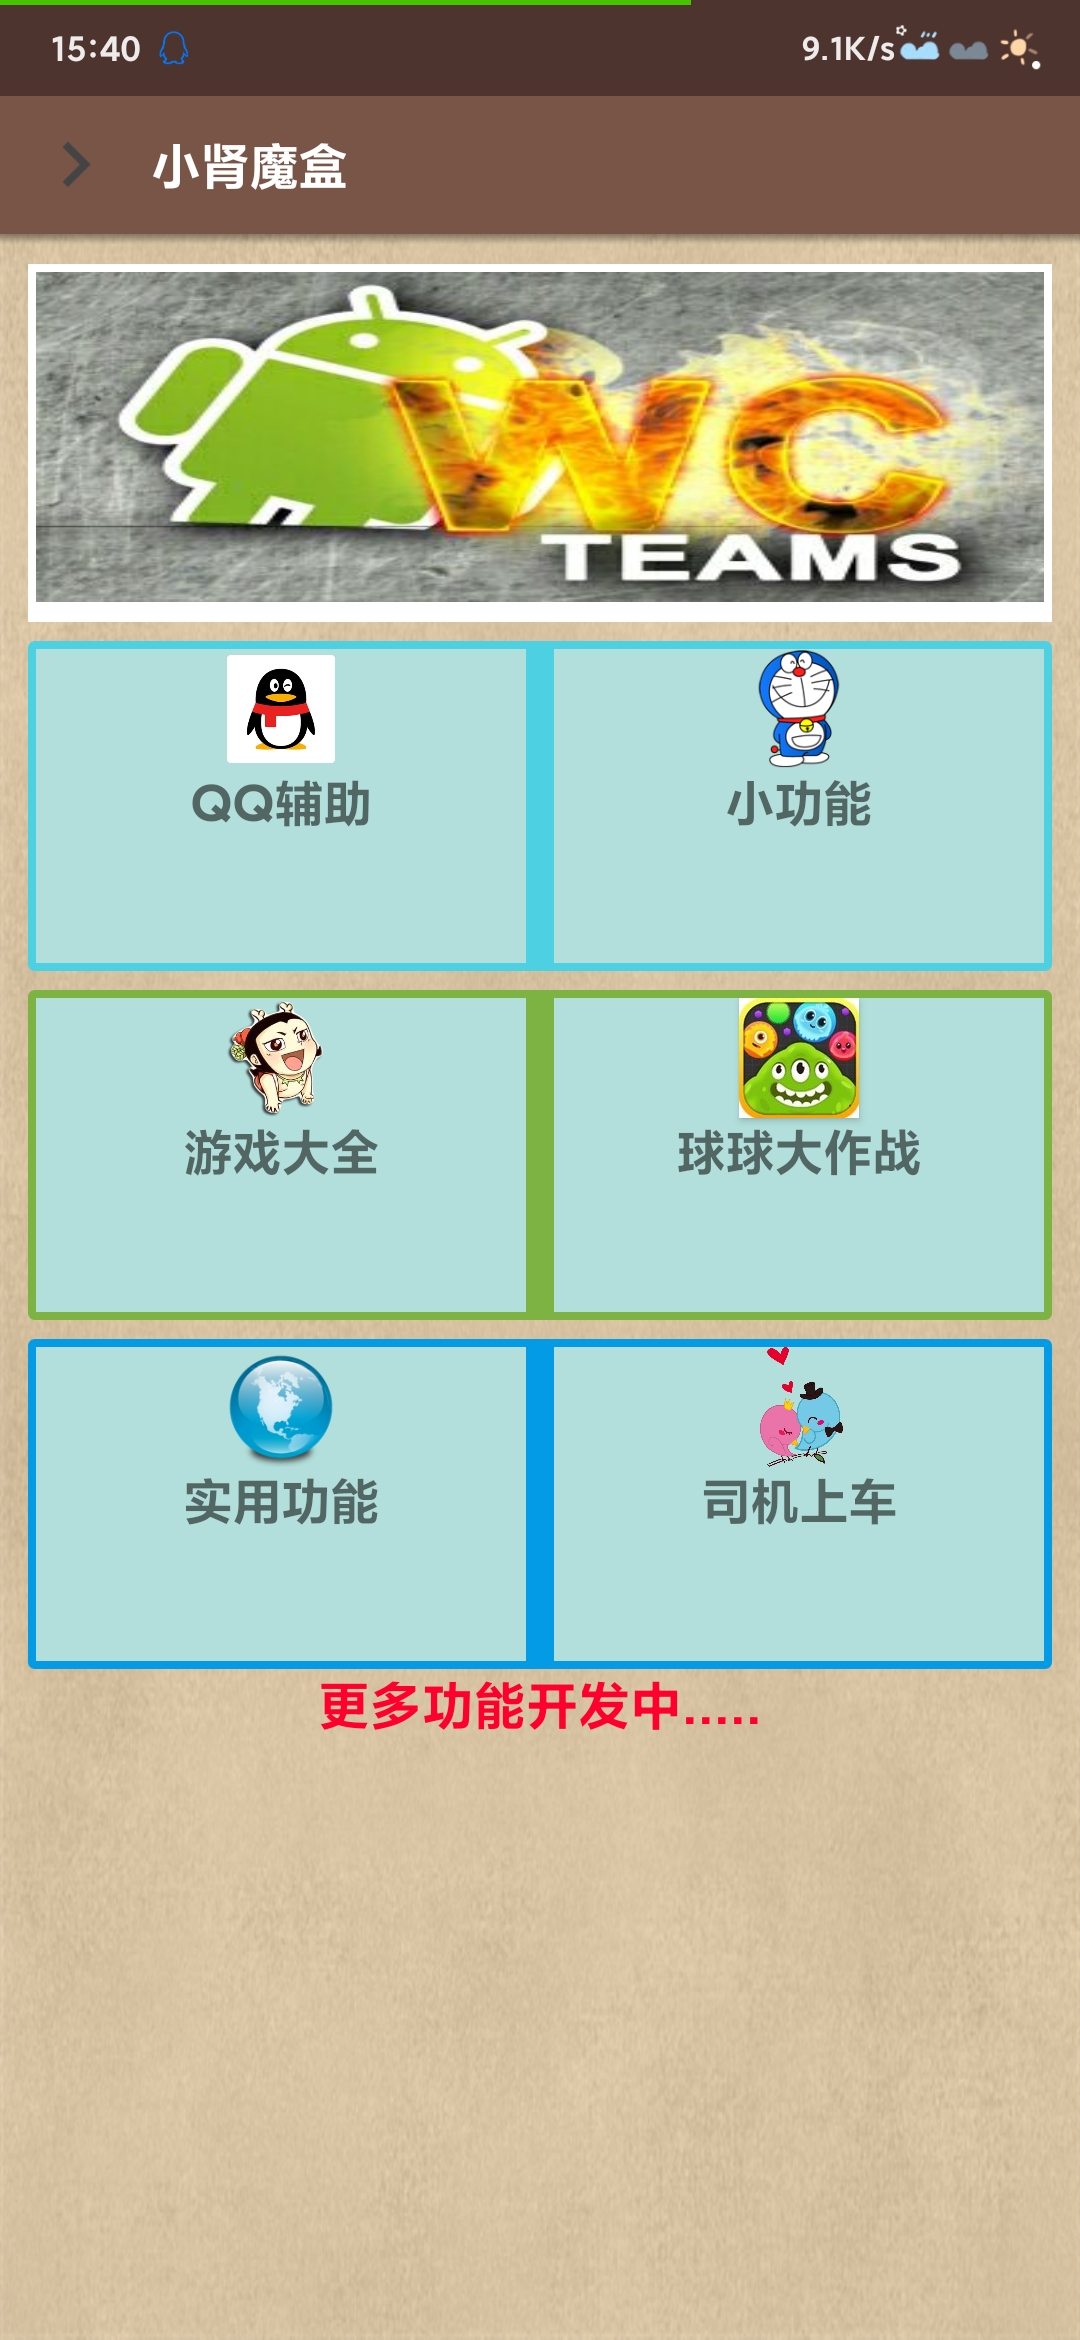 15:40
9.1K/s
小肾魔盒
WC
TEAMS
QQ辅助
小功能
游戏大全
球球大作战
实用功能
司机上车
更多功能开发中.....